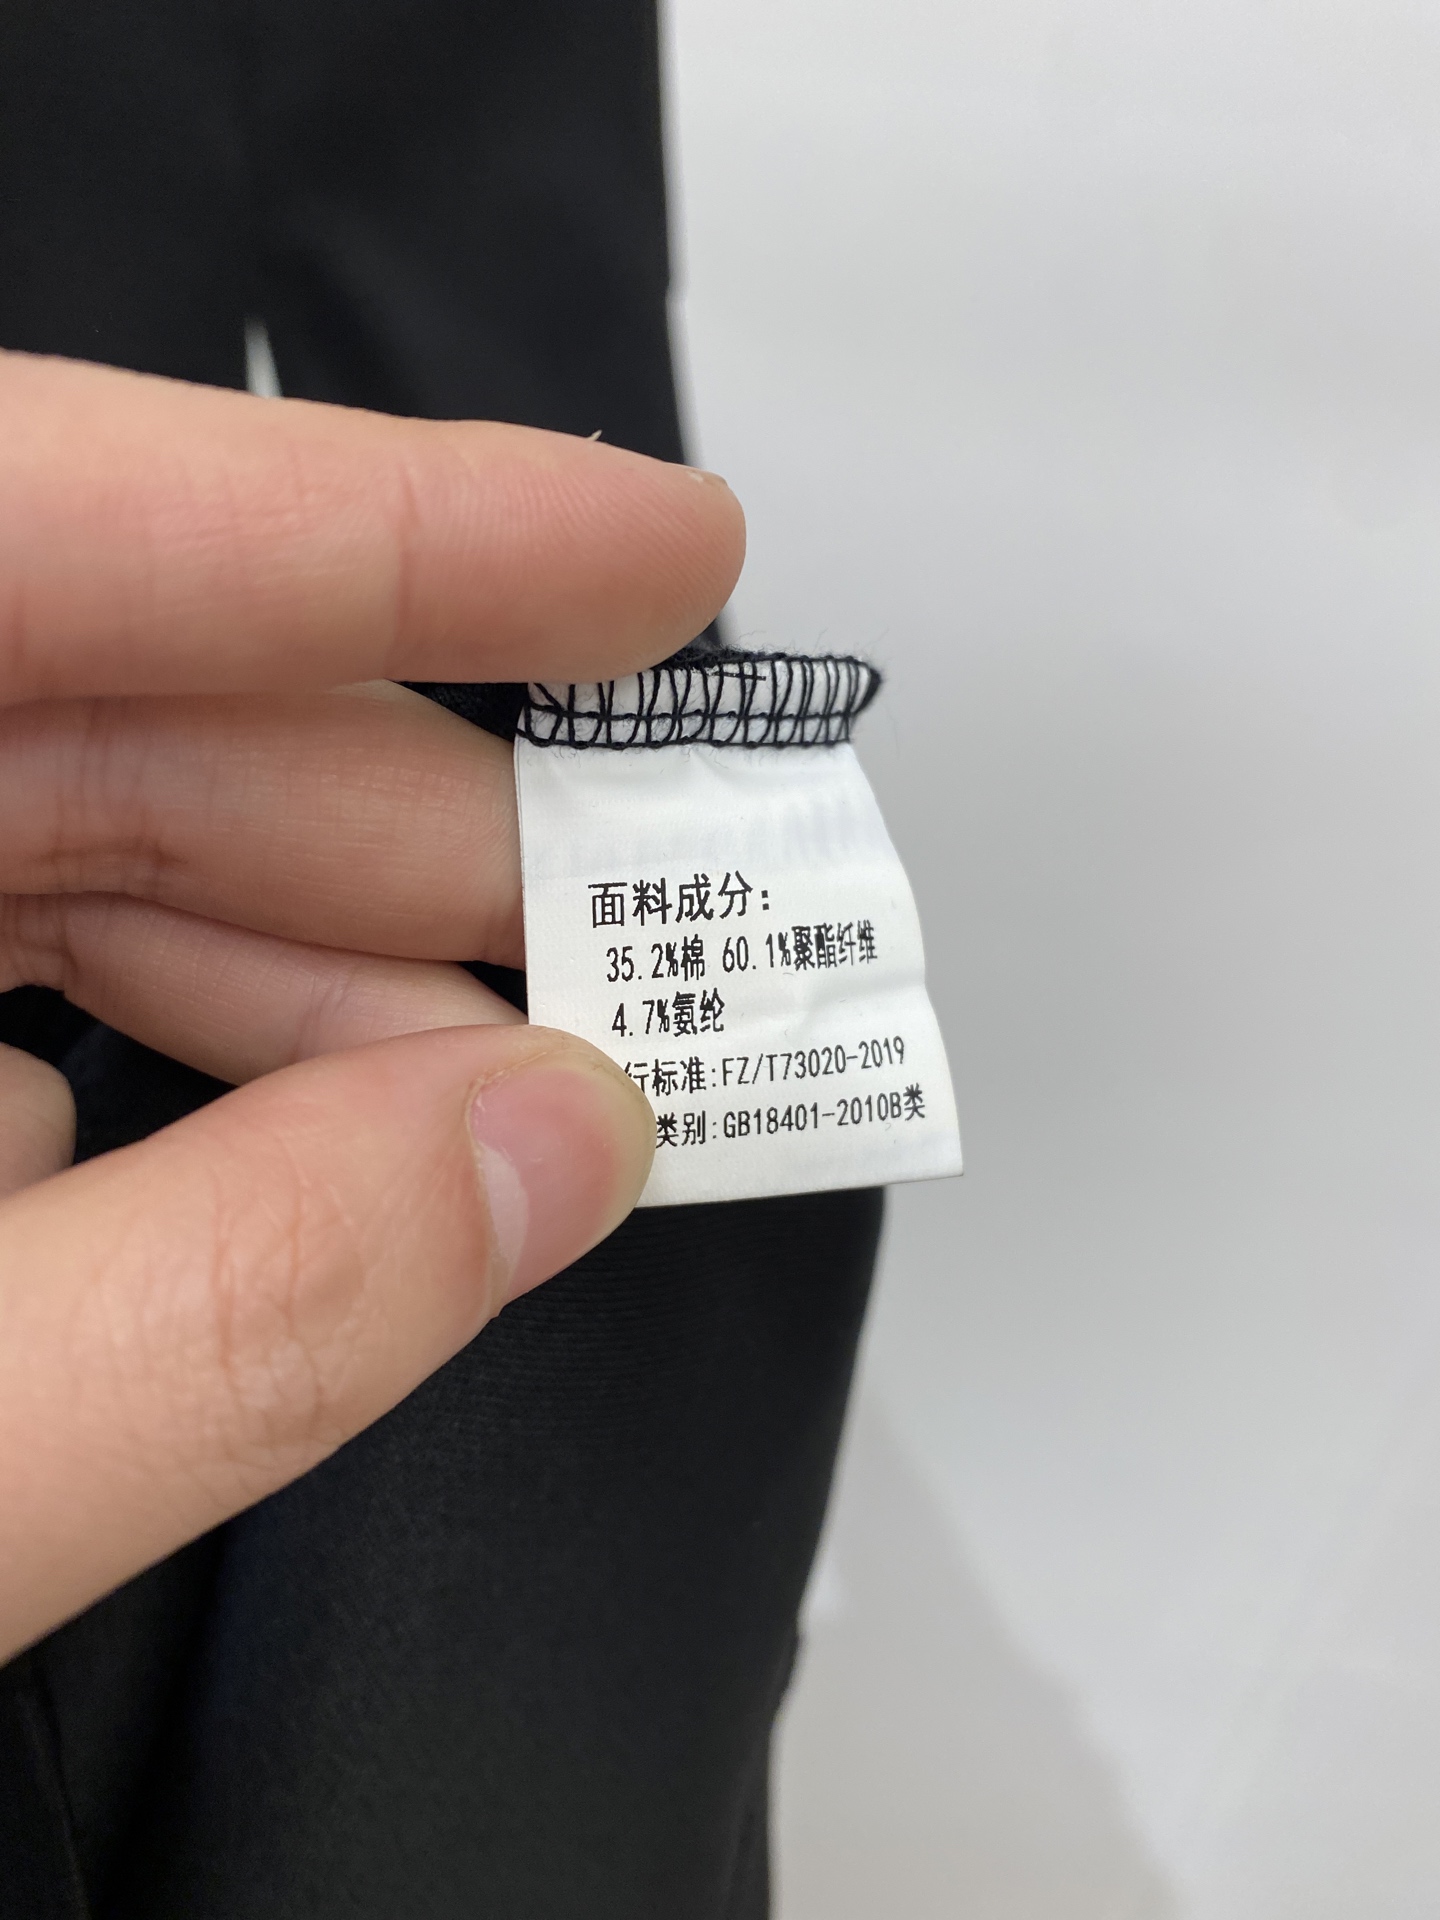 面料成分:
35.2%棉 60.1%聚酯纤维
4.7%氨纶
行标准:FZ/T73020-2019
类别:GB18401-2010B类